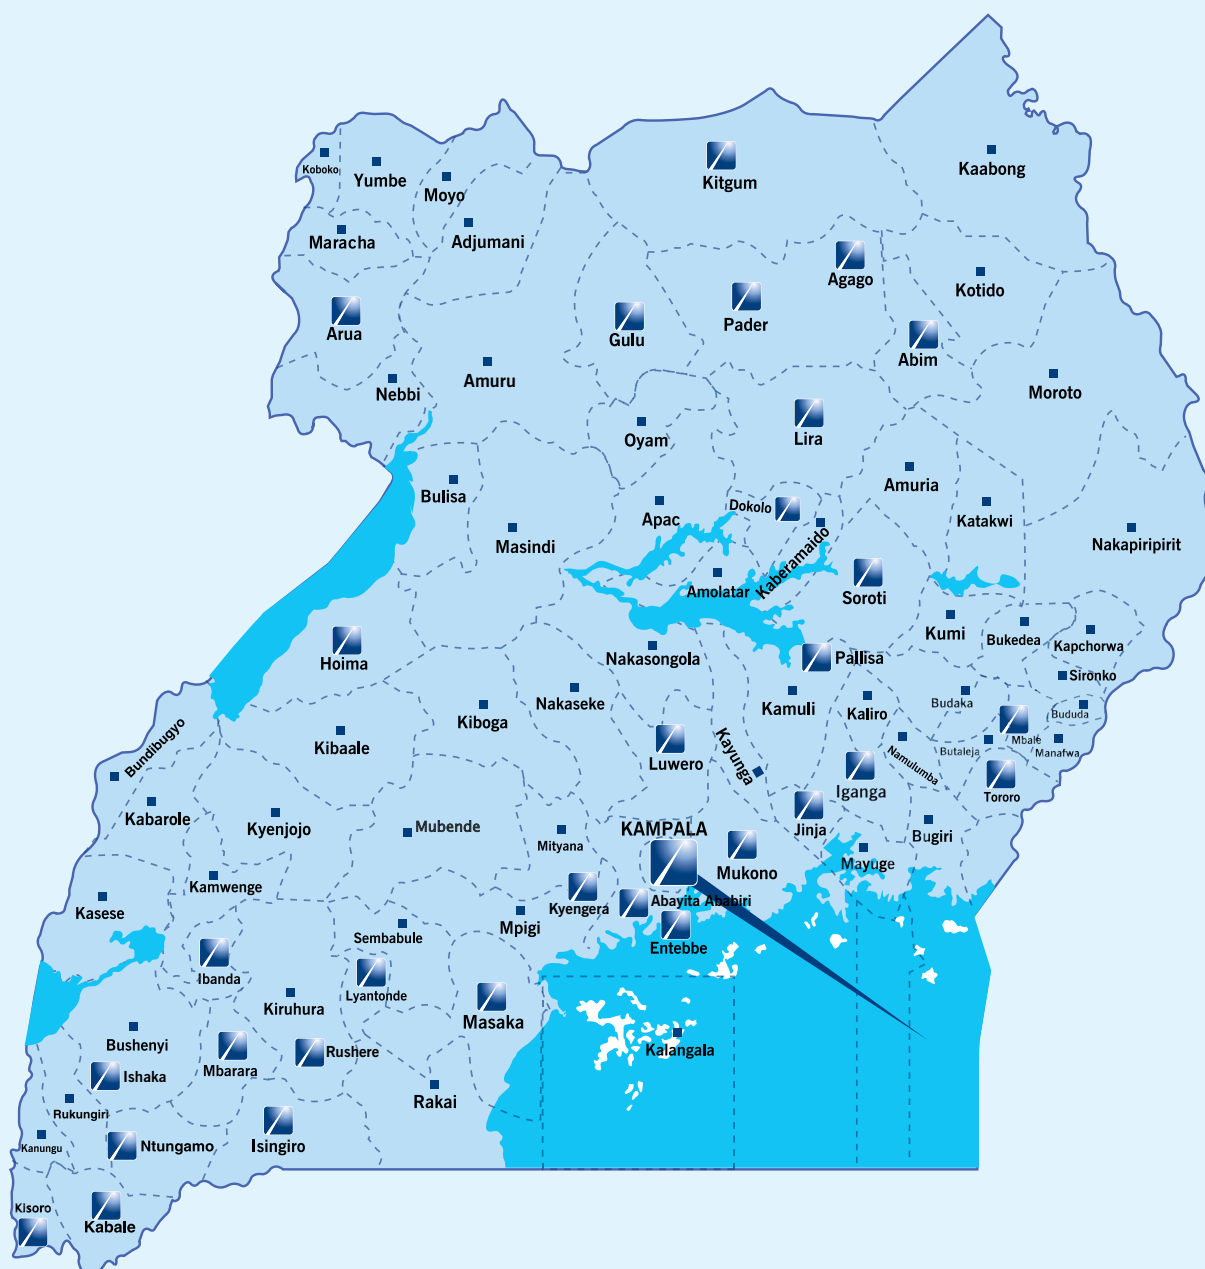 Koboko
Yumbe
Moyo
Kitgum
Kaabong
Maracha
Adjumani
Agago
Kotido
Arua
Gulu
Pader
Abim
Nebbi
Amuru
Moroto
Oyam
Lira
Bulisa
Amuria
Masindi
Apac
Dokolo
Kaberamaido
Katakwi
Nakapiripirit
Amolatar
Soroti
Hoima
Nakasongola
Pallisa
Kumi
Bukedea
Kapchorwa
Sironko
Bundibugyo
Kibaale
Kiboga
Nakaseke
Luwero
Kayunga
Kamuli
Kaliro
Budaka
Namulumba
Butaleja
Mbale
Bududa
Manafwa
Kabarole
Kyenjojo
Mubende
Mityana
KAMPALA
Mukono
Jinja
Iganga
Mayuge
Bugiri
Tororo
Kasese
Kamwenge
Sembabule
Mpigi
Kyengera
Abayita Ababiri
Entebbe
Ibanda
Kiruhura
Lyantonde
Masaka
Kalangala
Bushenyi
Mbarara
Rushere
Ishaka
Rakai
Rukungiri
Kanungu
Ntungamo
Isingiro
Kisoro
Kabale